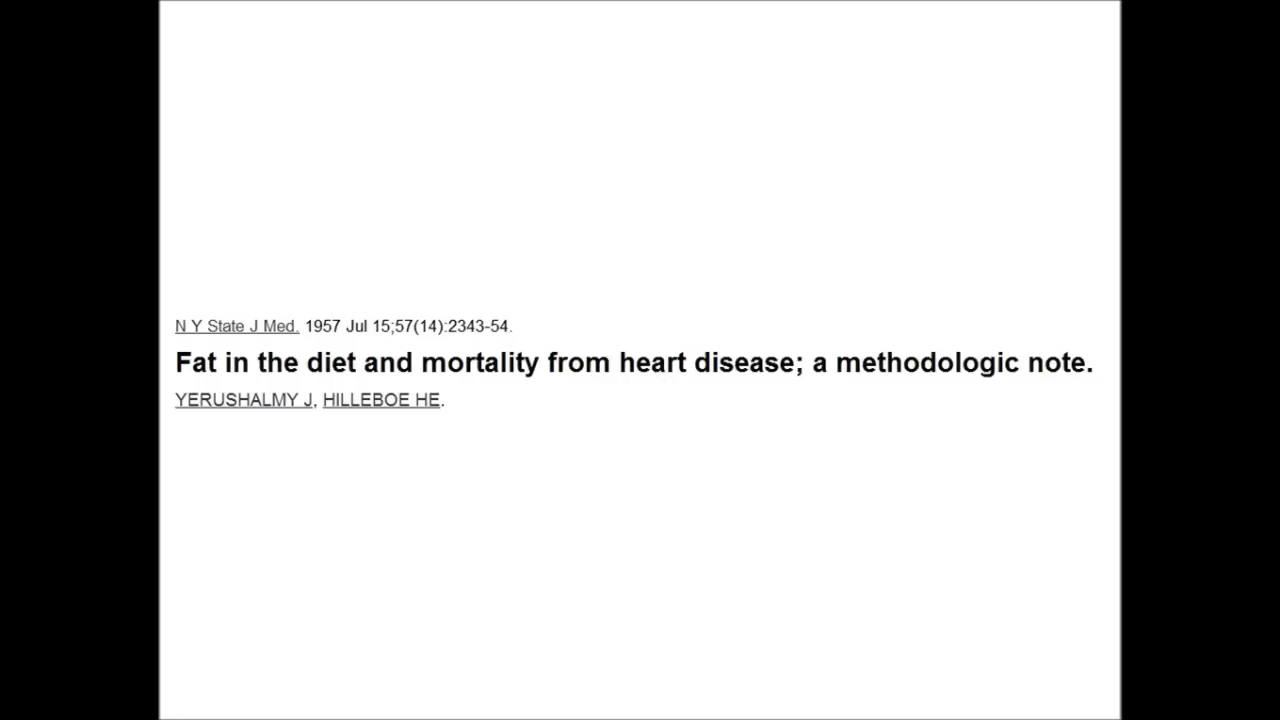 N Y State J Med. 1957 Jul 15;57(14):2343-54.
Fat in the diet and mortality from heart disease; a methodologic note.
YERUSHALMY J, HILLEBOE HE.